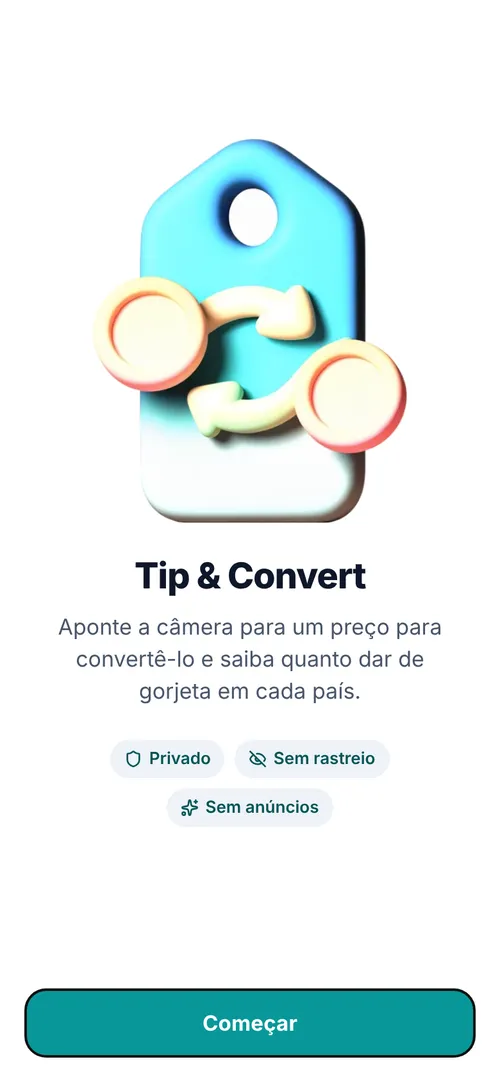 Tip & Convert
Aponte a câmera para um preço para
convertê-lo e saiba quanto dar de
gorjeta em cada país.
Privado
Sem rastreio
Sem anúncios
Começar